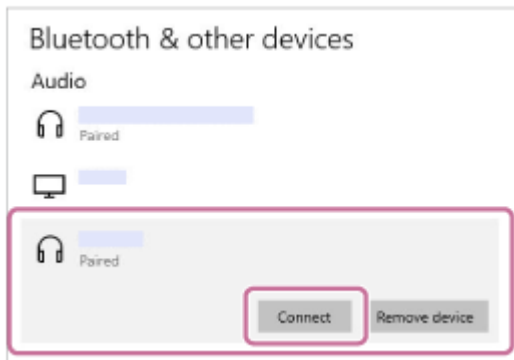 Bluetooth & other devices
Audio
Paired
Paired
Connect
Remove device